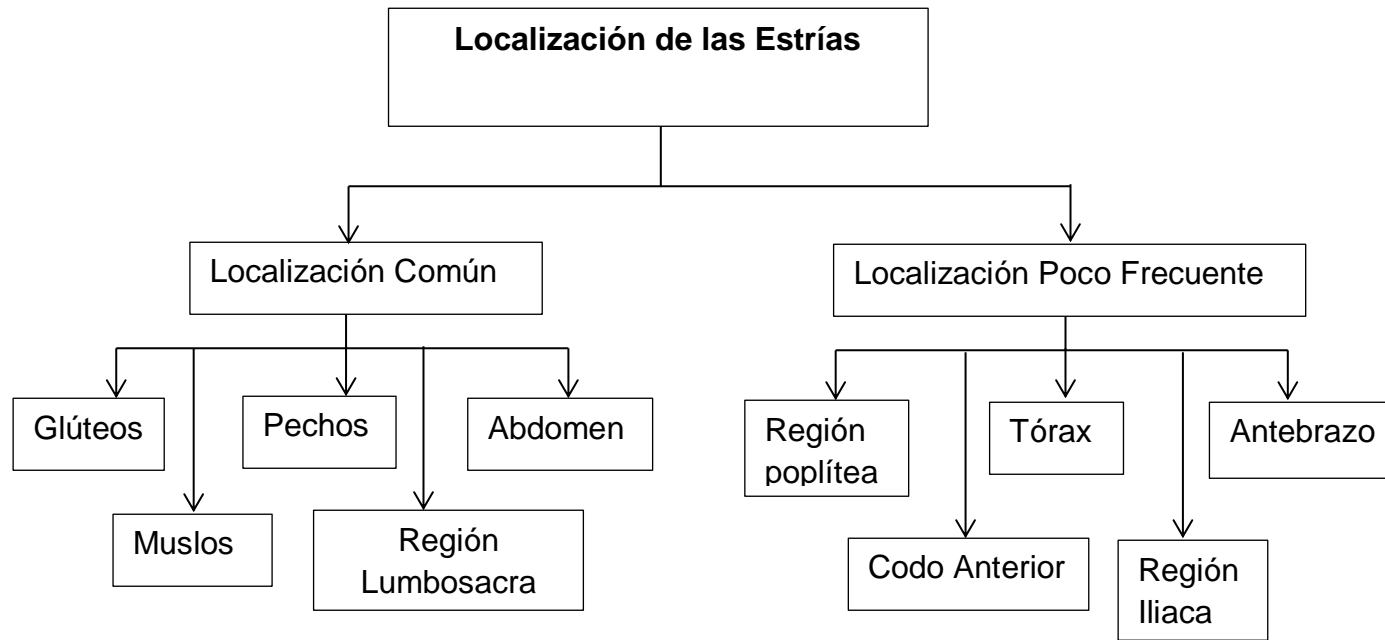 Localización de las Estrías
Localización Común
Localización Poco Frecuente
Glúteos
Pechos
Abdomen
Muslos
Región
Lumbosacra
Región
poplítea
Tórax
Antebrazo
Codo Anterior
Región
Iliaca